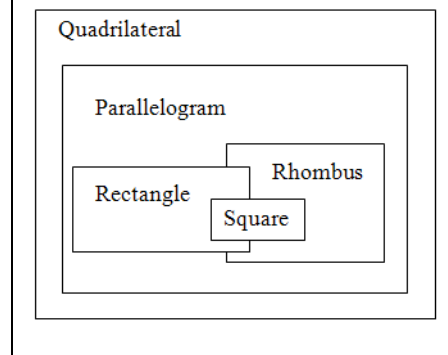 Quadrilateral
Parallelogram
Rhombus
Rectangle
Square